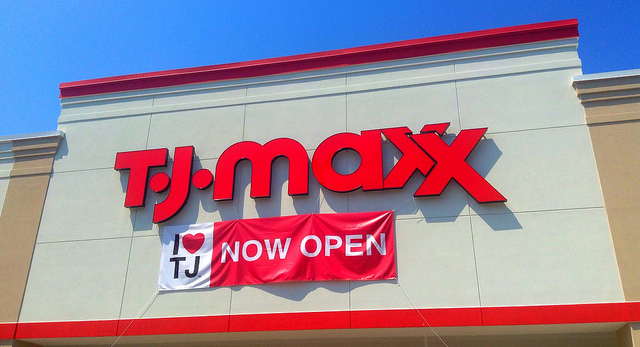 T.J.maxx
I ♥
TJ
NOW OPEN